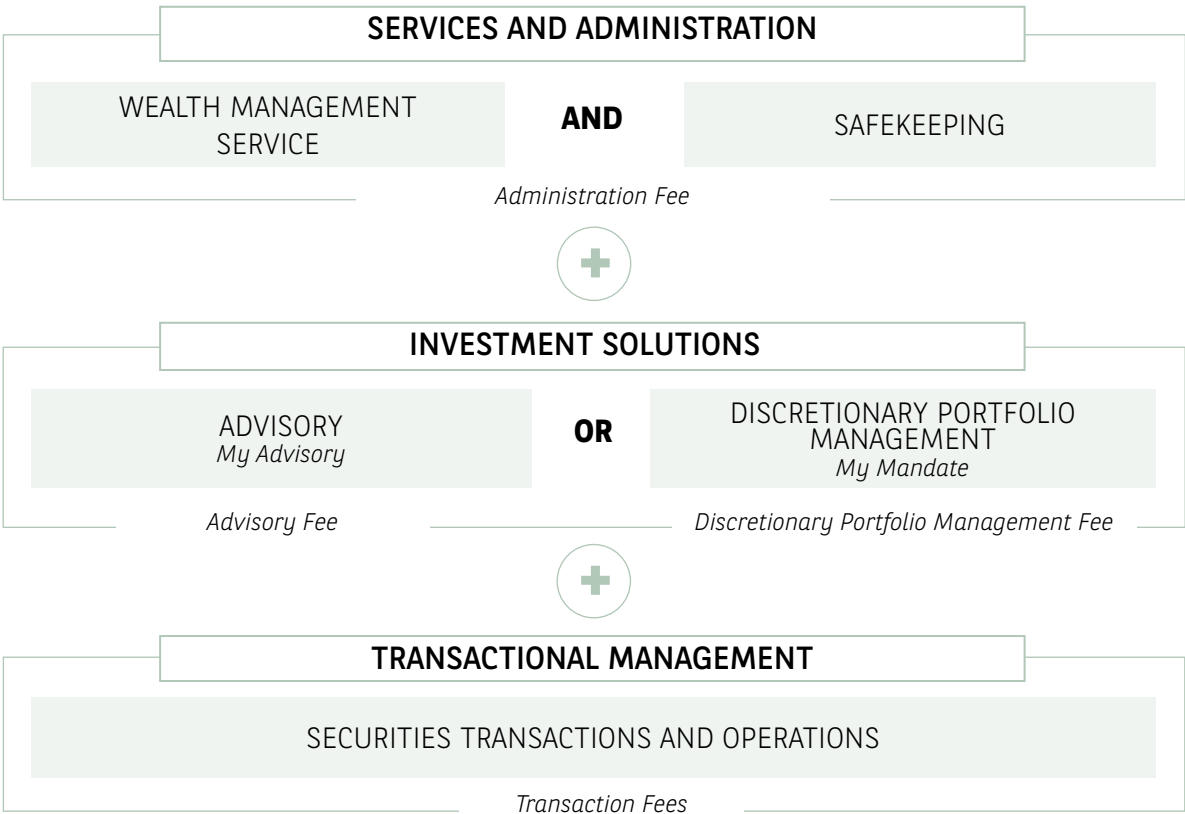 SERVICES AND ADMINISTRATION
WEALTH MANAGEMENT
SERVICE
AND
SAFEKEEPING
Administration Fee
INVESTMENT SOLUTIONS
ADVISORY
My Advisory
OR
DISCRETIONARY PORTFOLIO
MANAGEMENT
My Mandate
Advisory Fee
Discretionary Portfolio Management Fee
TRANSACTIONAL MANAGEMENT
SECURITIES TRANSACTIONS AND OPERATIONS
Transaction Fees